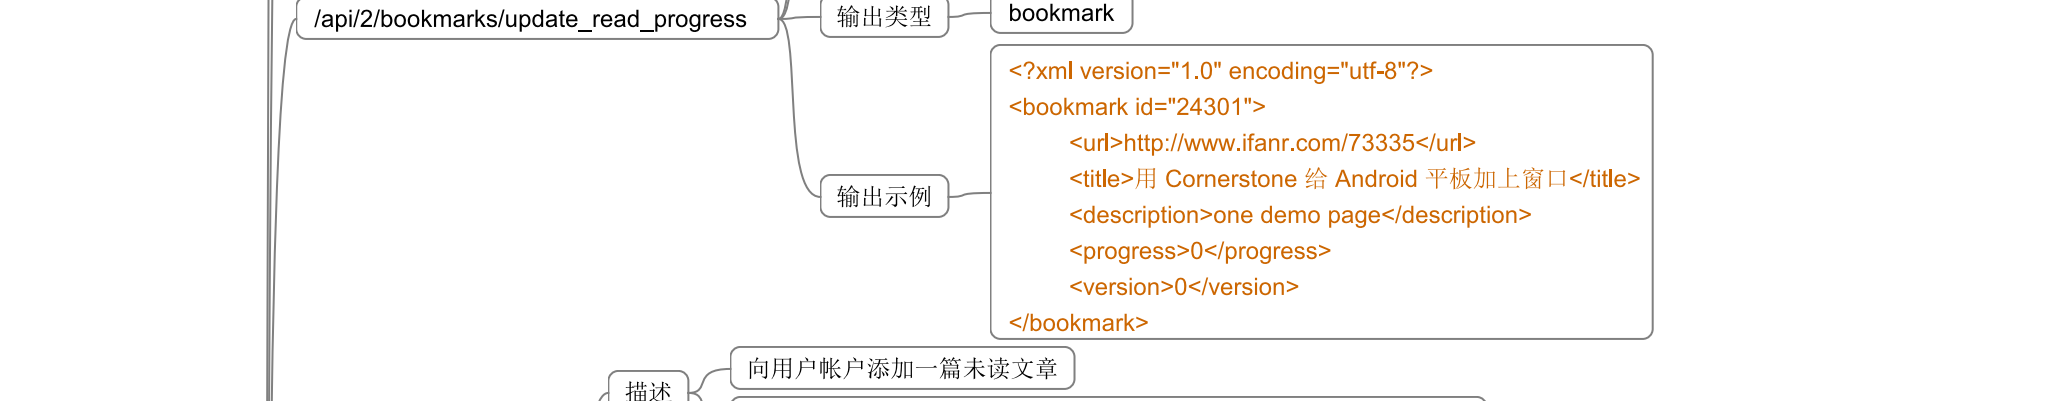 /api/2/bookmarks/update_read_progress
输出类型
bookmark
输出示例
<?xml version="1.0" encoding="utf-8"?>
<bookmark id="24301">
<url>http://www.ifanr.com/73335</url>
<title>用 Cornerstone 给 Android 平板加上窗口</title>
<description>one demo page</description>
<progress>0</progress>
<version>0</version>
</bookmark>
描述
向用户帐户添加一篇未读文章